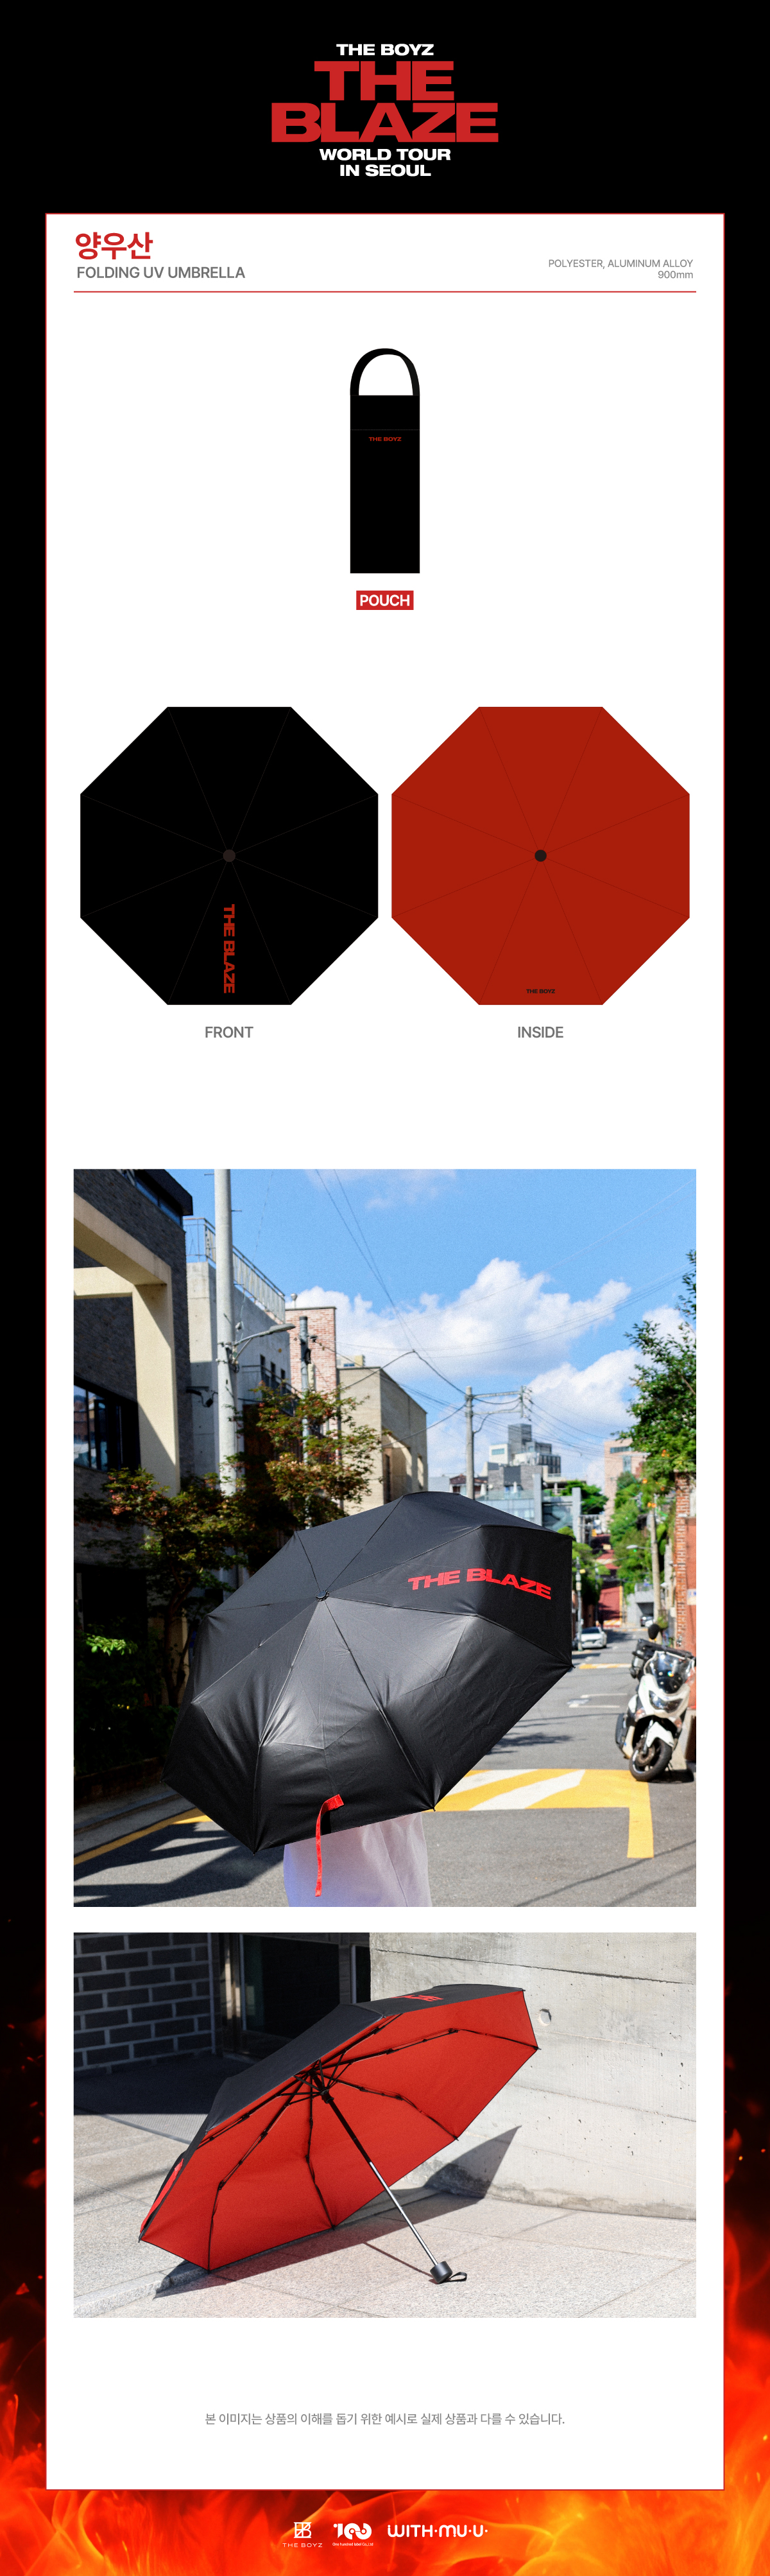 THE BOYZ
THE
BLAZE
WORLD TOUR
IN SEOUL
양우산
FOLDING UV UMBRELLA
POLYESTER, ALUMINUM ALLOY
900mm
THE BOYZ
POUCH
THE BLAZE
THE BOYZ
FRONT
INSIDE
THE BLAZE
본 이미지는 상품의 이해를 돕기 위한 예시로 실제 상품과 다를 수 있습니다.
THE BOYZ
WITH·MU·U·